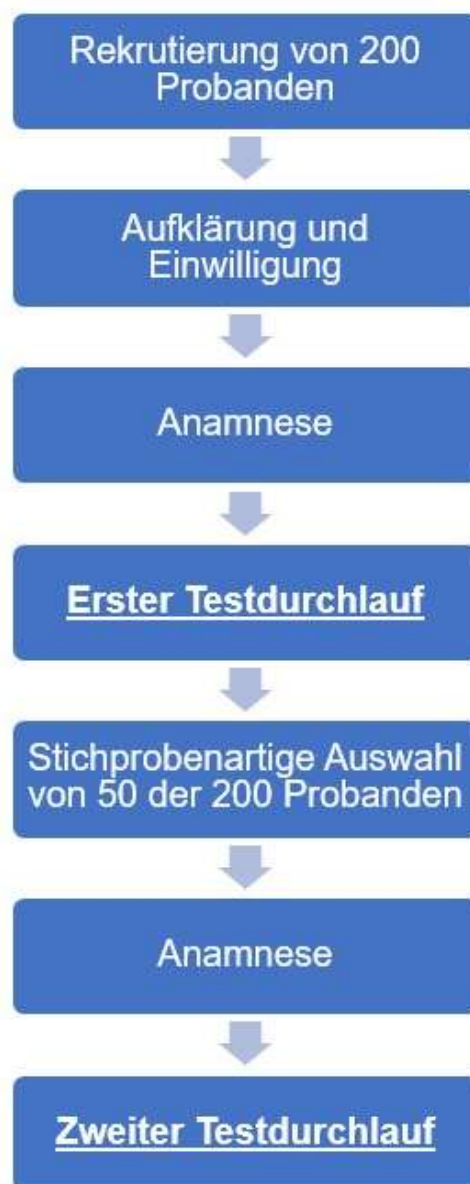 Rekrutierung von 200
Probanden
Aufklärung und
Einwilligung
Anamnese
Erster Testdurchlauf
Stichprobenartige Auswahl
von 50 der 200 Probanden
Anamnese
Zweiter Testdurchlauf